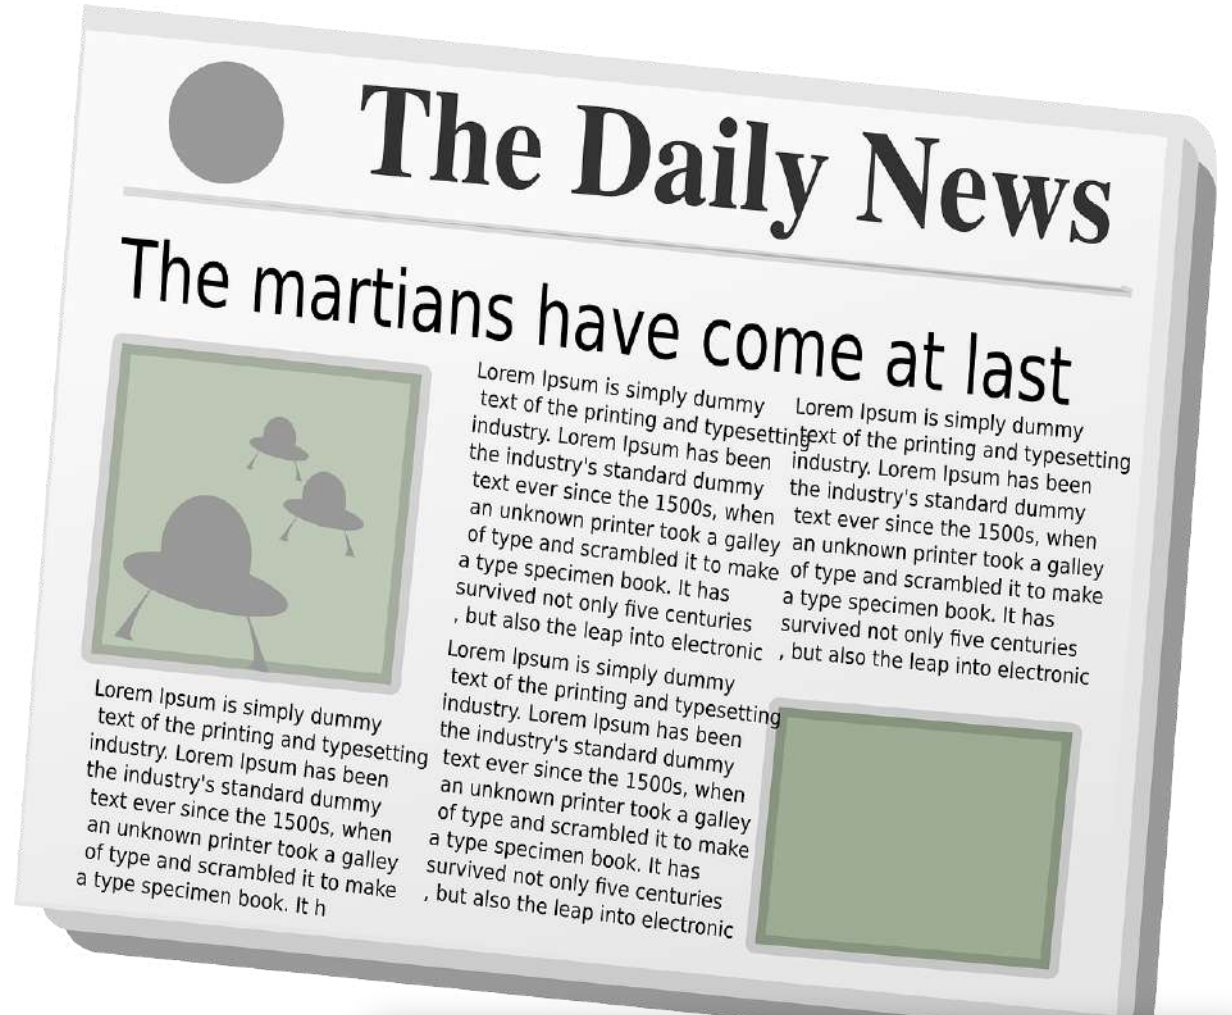 The Daily News
The martians have come at last
Lorem Ipsum is simply dummy
text of the printing and typesetting
industry. Lorem Ipsum has been
the industry's standard dummy
text ever since the 1500s, when
an unknown printer took a galley
of type and scrambled it to make
a type specimen book. It h
Lorem Ipsum is simply dummy
text of the printing and typesetting
industry. Lorem Ipsum has been
the industry's standard dummy
text ever since the 1500s, when
an unknown printer took a galley
of type and scrambled it to make
a type specimen book. It has
survived not only five centuries
, but also the leap into electronic
Lorem Ipsum is simply dummy
text of the printing and typesetting
industry. Lorem Ipsum has been
the industry's standard dummy
text ever since the 1500s, when
an unknown printer took a galley
of type and scrambled it to make
a type specimen book. It has
survived not only five centuries
, but also the leap into electronic
Lorem Ipsum is simply dummy
text of the printing and typesetting
industry. Lorem Ipsum has been
the industry's standard dummy
text ever since the 1500s, when
an unknown printer took a galley
of type and scrambled it to make
a type specimen book. It has
survived not only five centuries
, but also the leap into electronic